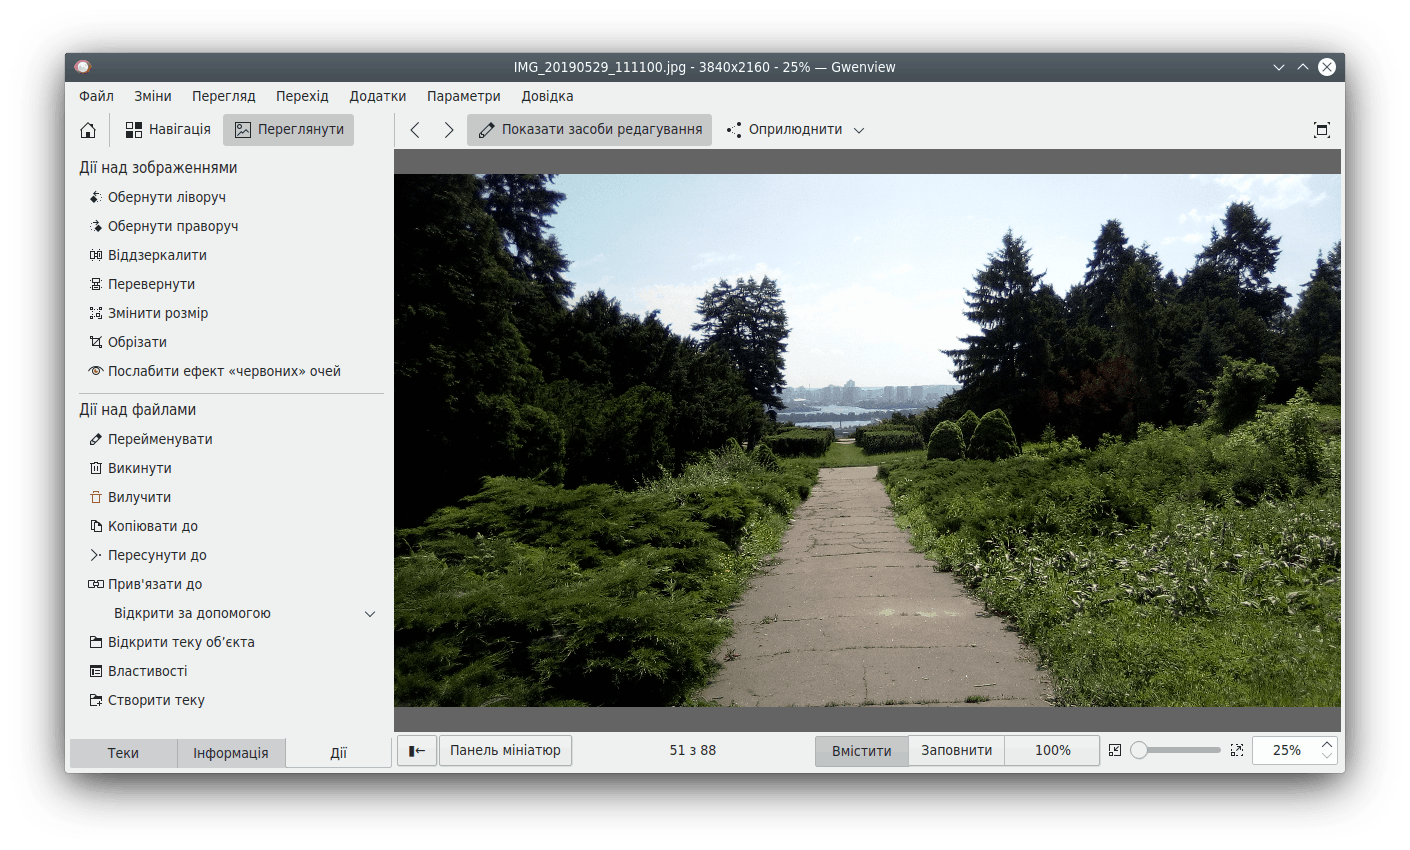 IMG_20190529_111100.jpg - 3840x2160 - 25% — Gwenview
Файл Зміни Перегляд Перехід Додатки Параметри Довідка
Навігація Переглянути Показати засоби редагування Оприлюднити
Дії над зображеннями
Обернути ліворуч
Обернути праворуч
Віддзеркалити
Перевернути
Змінити розмір
Обрізати
Послабити ефект «червоних» очей
Дії над файлами
Перейменувати
Викинути
Вилучити
Копіювати до
Пересунути до
Прив'язати до
Відкрити за допомогою
Відкрити теку об’єкта
Властивості
Створити теку
Теки Інформація Дії Панель мініатюр 51 з 88 Вмістити Заповнити 100% 25%